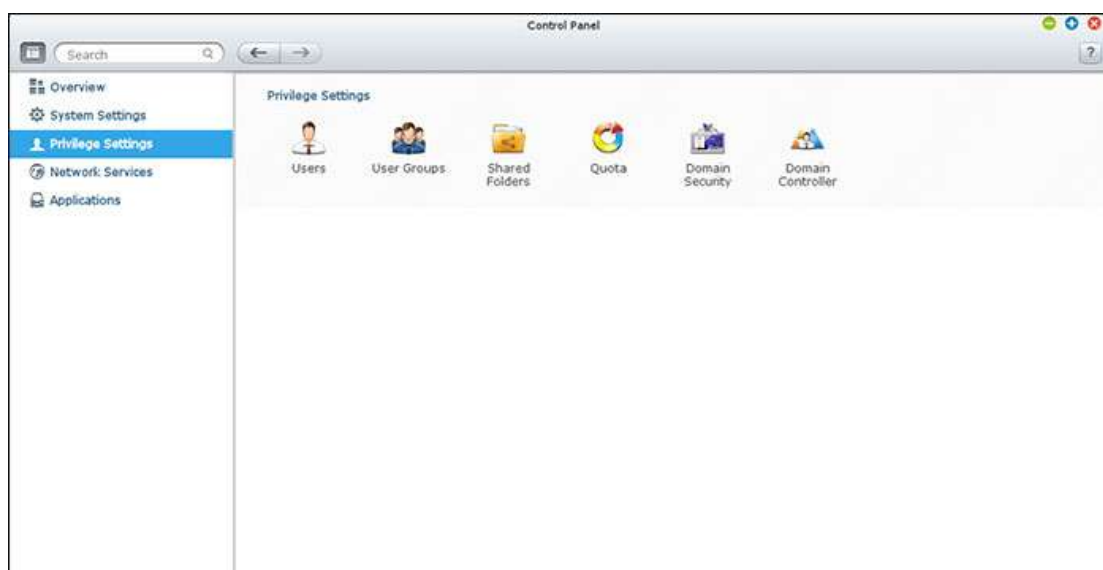 Control Panel
Search
?
Overview
System Settings
Privilege Settings
Network Services
Applications
Privilege Settings
Users
User Groups
Shared
Folders
Quota
Domain
Security
Domain
Controller